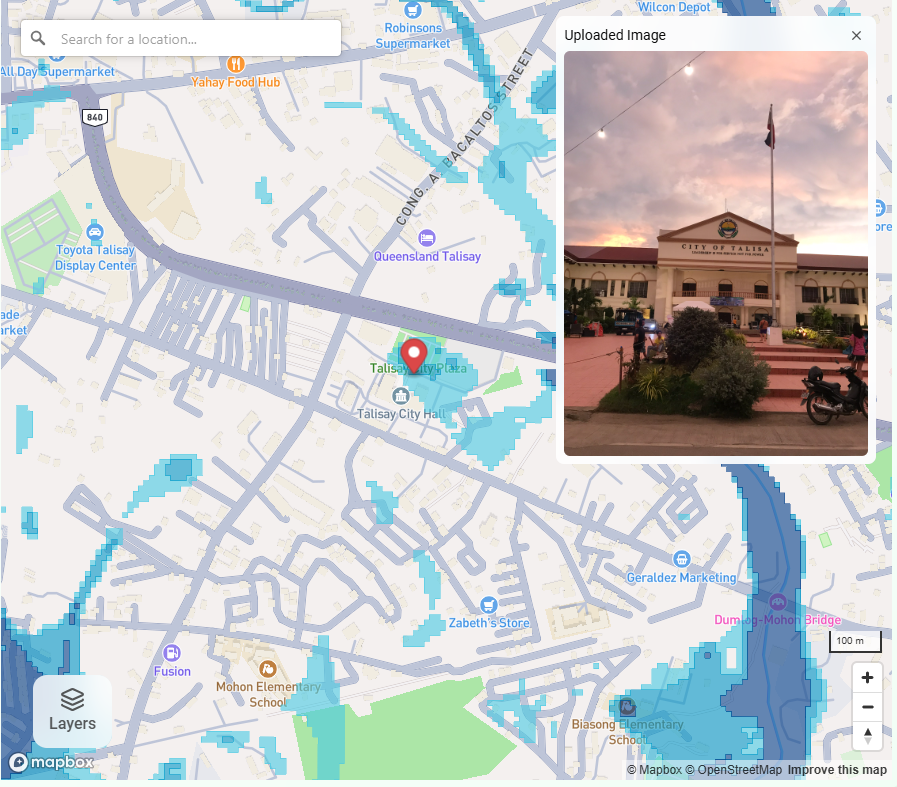 Wilcon Depot
Search for a location...
Robinsons
Supermarket
Uploaded Image
All Day Supermarket
Yahay Food Hub
840
CONG. A. BACALTOS STREET
CITY OF TALISA
Toyota Talisay
Display Center
Queensland Talisay
ore
ade
arket
Talisay City Plaza
Talisay City Hall
Geraldez Marketing
Zabeth's Store
Dumlog-Mohon Bridge
100 m
Fusion
Mohon Elementary
School
Layers
Biasong Elementary
School
mapbox
© Mapbox © OpenStreetMap Improve this map